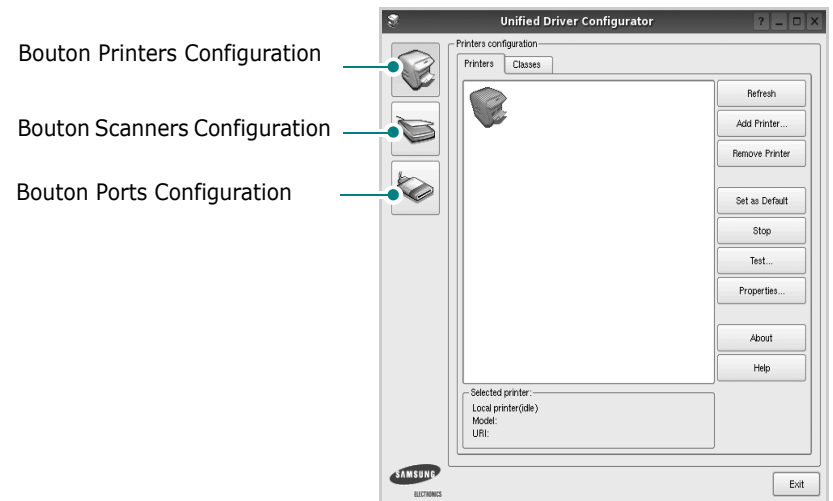 Unified Driver Configurator
Bouton Printers Configuration
Bouton Scanners Configuration
Bouton Ports Configuration
Printers configuration
Printers
Classes
Refresh
Add Printer...
Remove Printer
Set as Default
Stop
Test...
Properties...
About
Help
Selected printer:
Local printer(idle)
Model:
URI:
SAMSUNG
ELECTRONICS
Exit